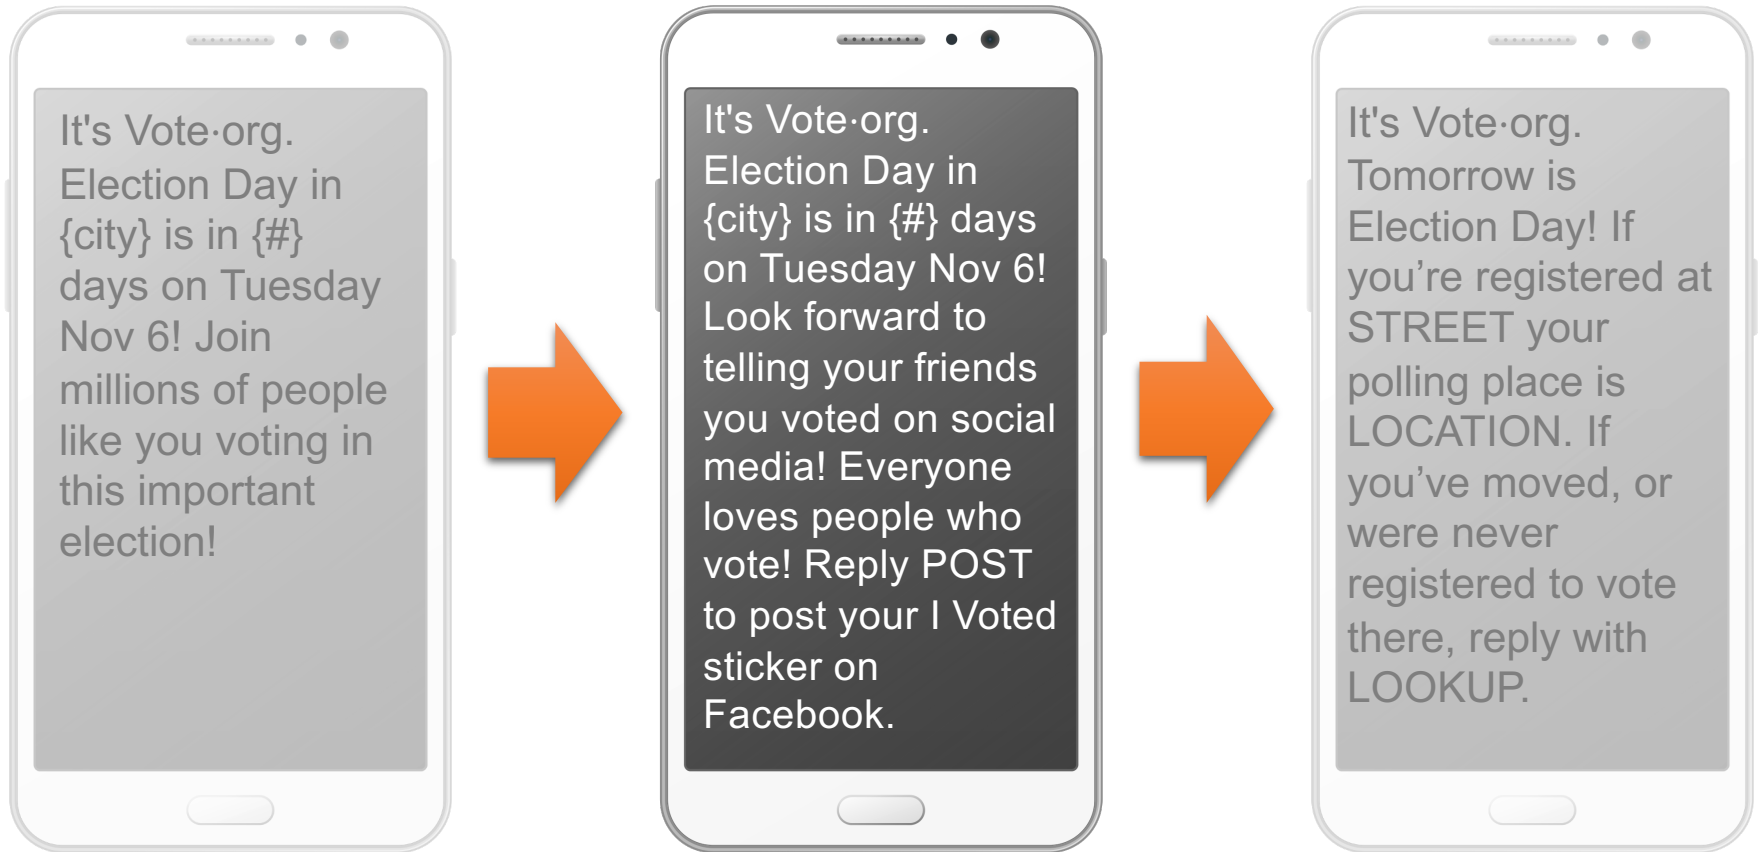 It's Vote·org.
Election Day in
{city} is in {#}
days on Tuesday
Nov 6! Join
millions of people
like you voting in
this important
election!
It's Vote·org.
Election Day in
{city} is in {#} days
on Tuesday Nov 6!
Look forward to
telling your friends
you voted on social
media! Everyone
loves people who
vote! Reply POST
to post your I Voted
sticker on
Facebook.
It's Vote·org.
Tomorrow is
Election Day! If
you’re registered at
STREET your
polling place is
LOCATION. If
you’ve moved, or
were never
registered to vote
there, reply with
LOOKUP.